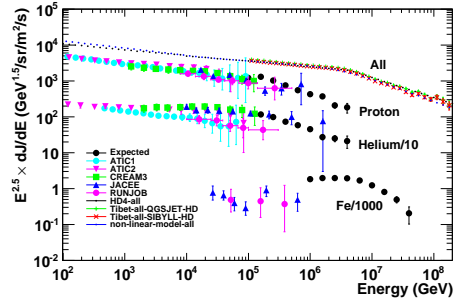 E^2.5 × dJ/dE (GeV^1.5/sr/m^2/s)
10^5
10^4
10^3
10^2
10
1
10^-1
10^-2
All
Proton
Helium/10
Fe/1000
Expected
ATIC1
ATIC2
CREAM3
JACEE
RUNJOB
HD4-all
Tibet-all-QGSJET-HD
Tibet-all-SIBYLL-HD
non-linear-model-all
10^2 10^3 10^4 10^5 10^6 10^7 10^8
Energy (GeV)